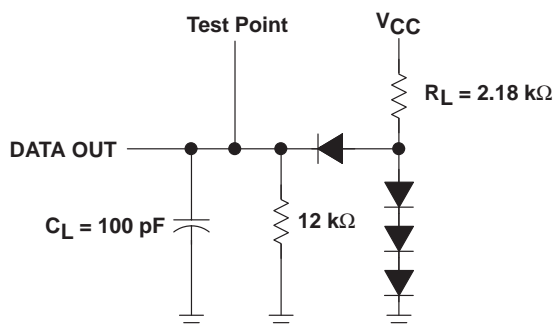 Test Point
VCC
RL = 2.18 kΩ
DATA OUT
CL = 100 pF
12 kΩ